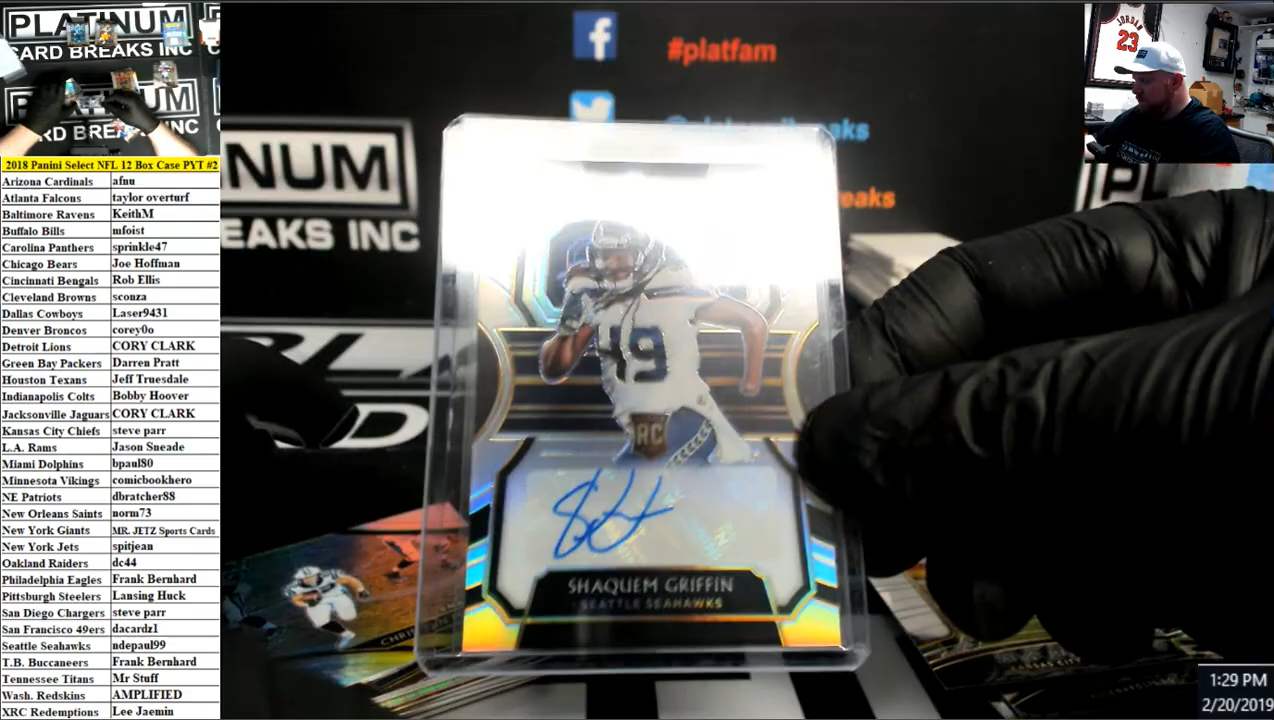 PLATINUM
CARD BREAKS INC
CARD BREAKS INC
2018 Panini Select NFL 12 Box Case PYT #2
Arizona Cardinals afnu
Atlanta Falcons taylor overturf
Baltimore Ravens KeithM
Buffalo Bills mfoist
Carolina Panthers sprinkle47
Chicago Bears Joe Hoffman
Cincinnati Bengals Rob Ellis
Cleveland Browns sconza
Dallas Cowboys Laser9431
Denver Broncos corey0o
Detroit Lions CORY CLARK
Green Bay Packers Darren Pratt
Houston Texans Jeff Truesdale
Indianapolis Colts Bobby Hoover
Jacksonville Jaguars CORY CLARK
Kansas City Chiefs steve parr
L.A. Rams Jason Sneade
Miami Dolphins bpaul80
Minnesota Vikings comicbookhero
NE Patriots dbratcher88
New Orleans Saints norm73
New York Giants MR. JETZ Sports Cards
New York Jets spitjean
Oakland Raiders dc44
Philadelphia Eagles Frank Bernhard
Pittsburgh Steelers Lansing Huck
San Diego Chargers steve parr
San Francisco 49ers dacardz1
Seattle Seahawks ndepaul99
T.B. Buccaneers Frank Bernhard
Tennessee Titans Mr Stuff
Wash. Redskins AMPLIFIED
XRC Redemptions Lee Jaemin
#platfam
NUM
EAKS INC
49
RC
SHAQUEM GRIFFIN
SEATTLE SEAHAWKS
JORDAN
23
1:29 PM
2/20/2019